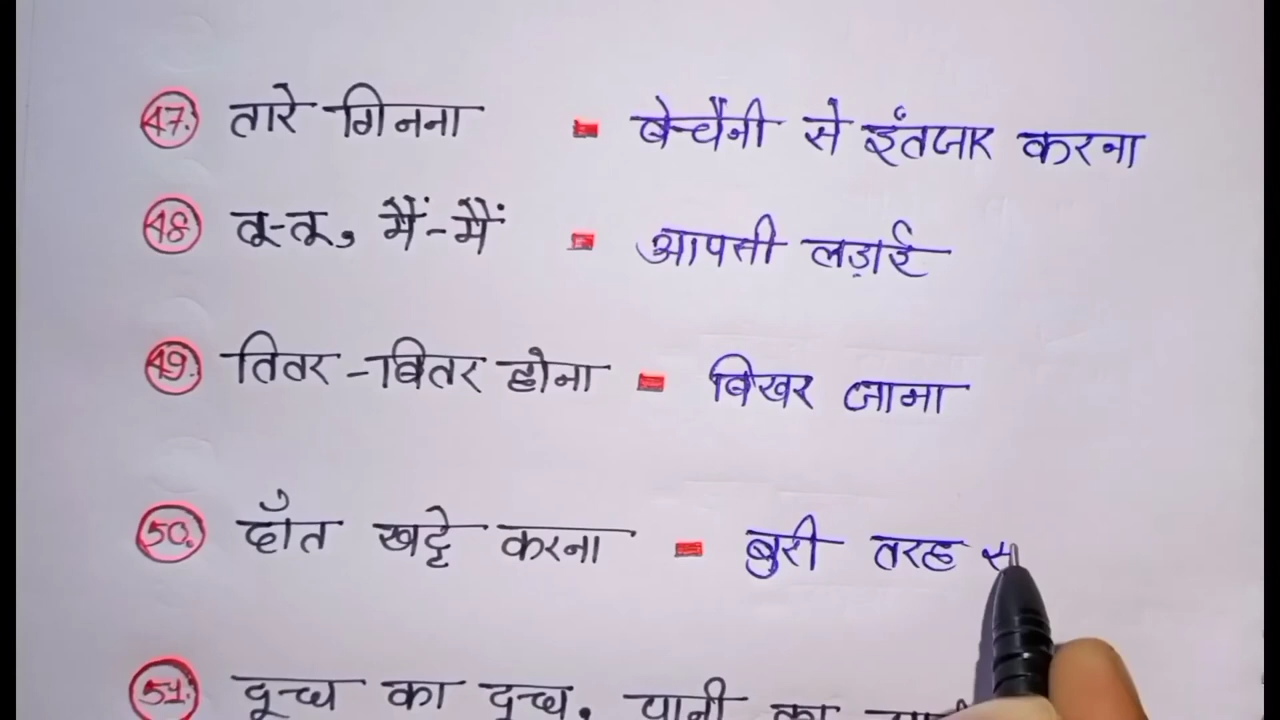 47. तारे गिनना - बेचैनी से इंतजार करना
48 तू-तू, मैं-मैं - आपसी लड़ाई
49. तितर-बितर होना - बिखर जाना
50. दाँत खट्टे करना - बुरी तरह स
51. दूध का दूध, पानी का